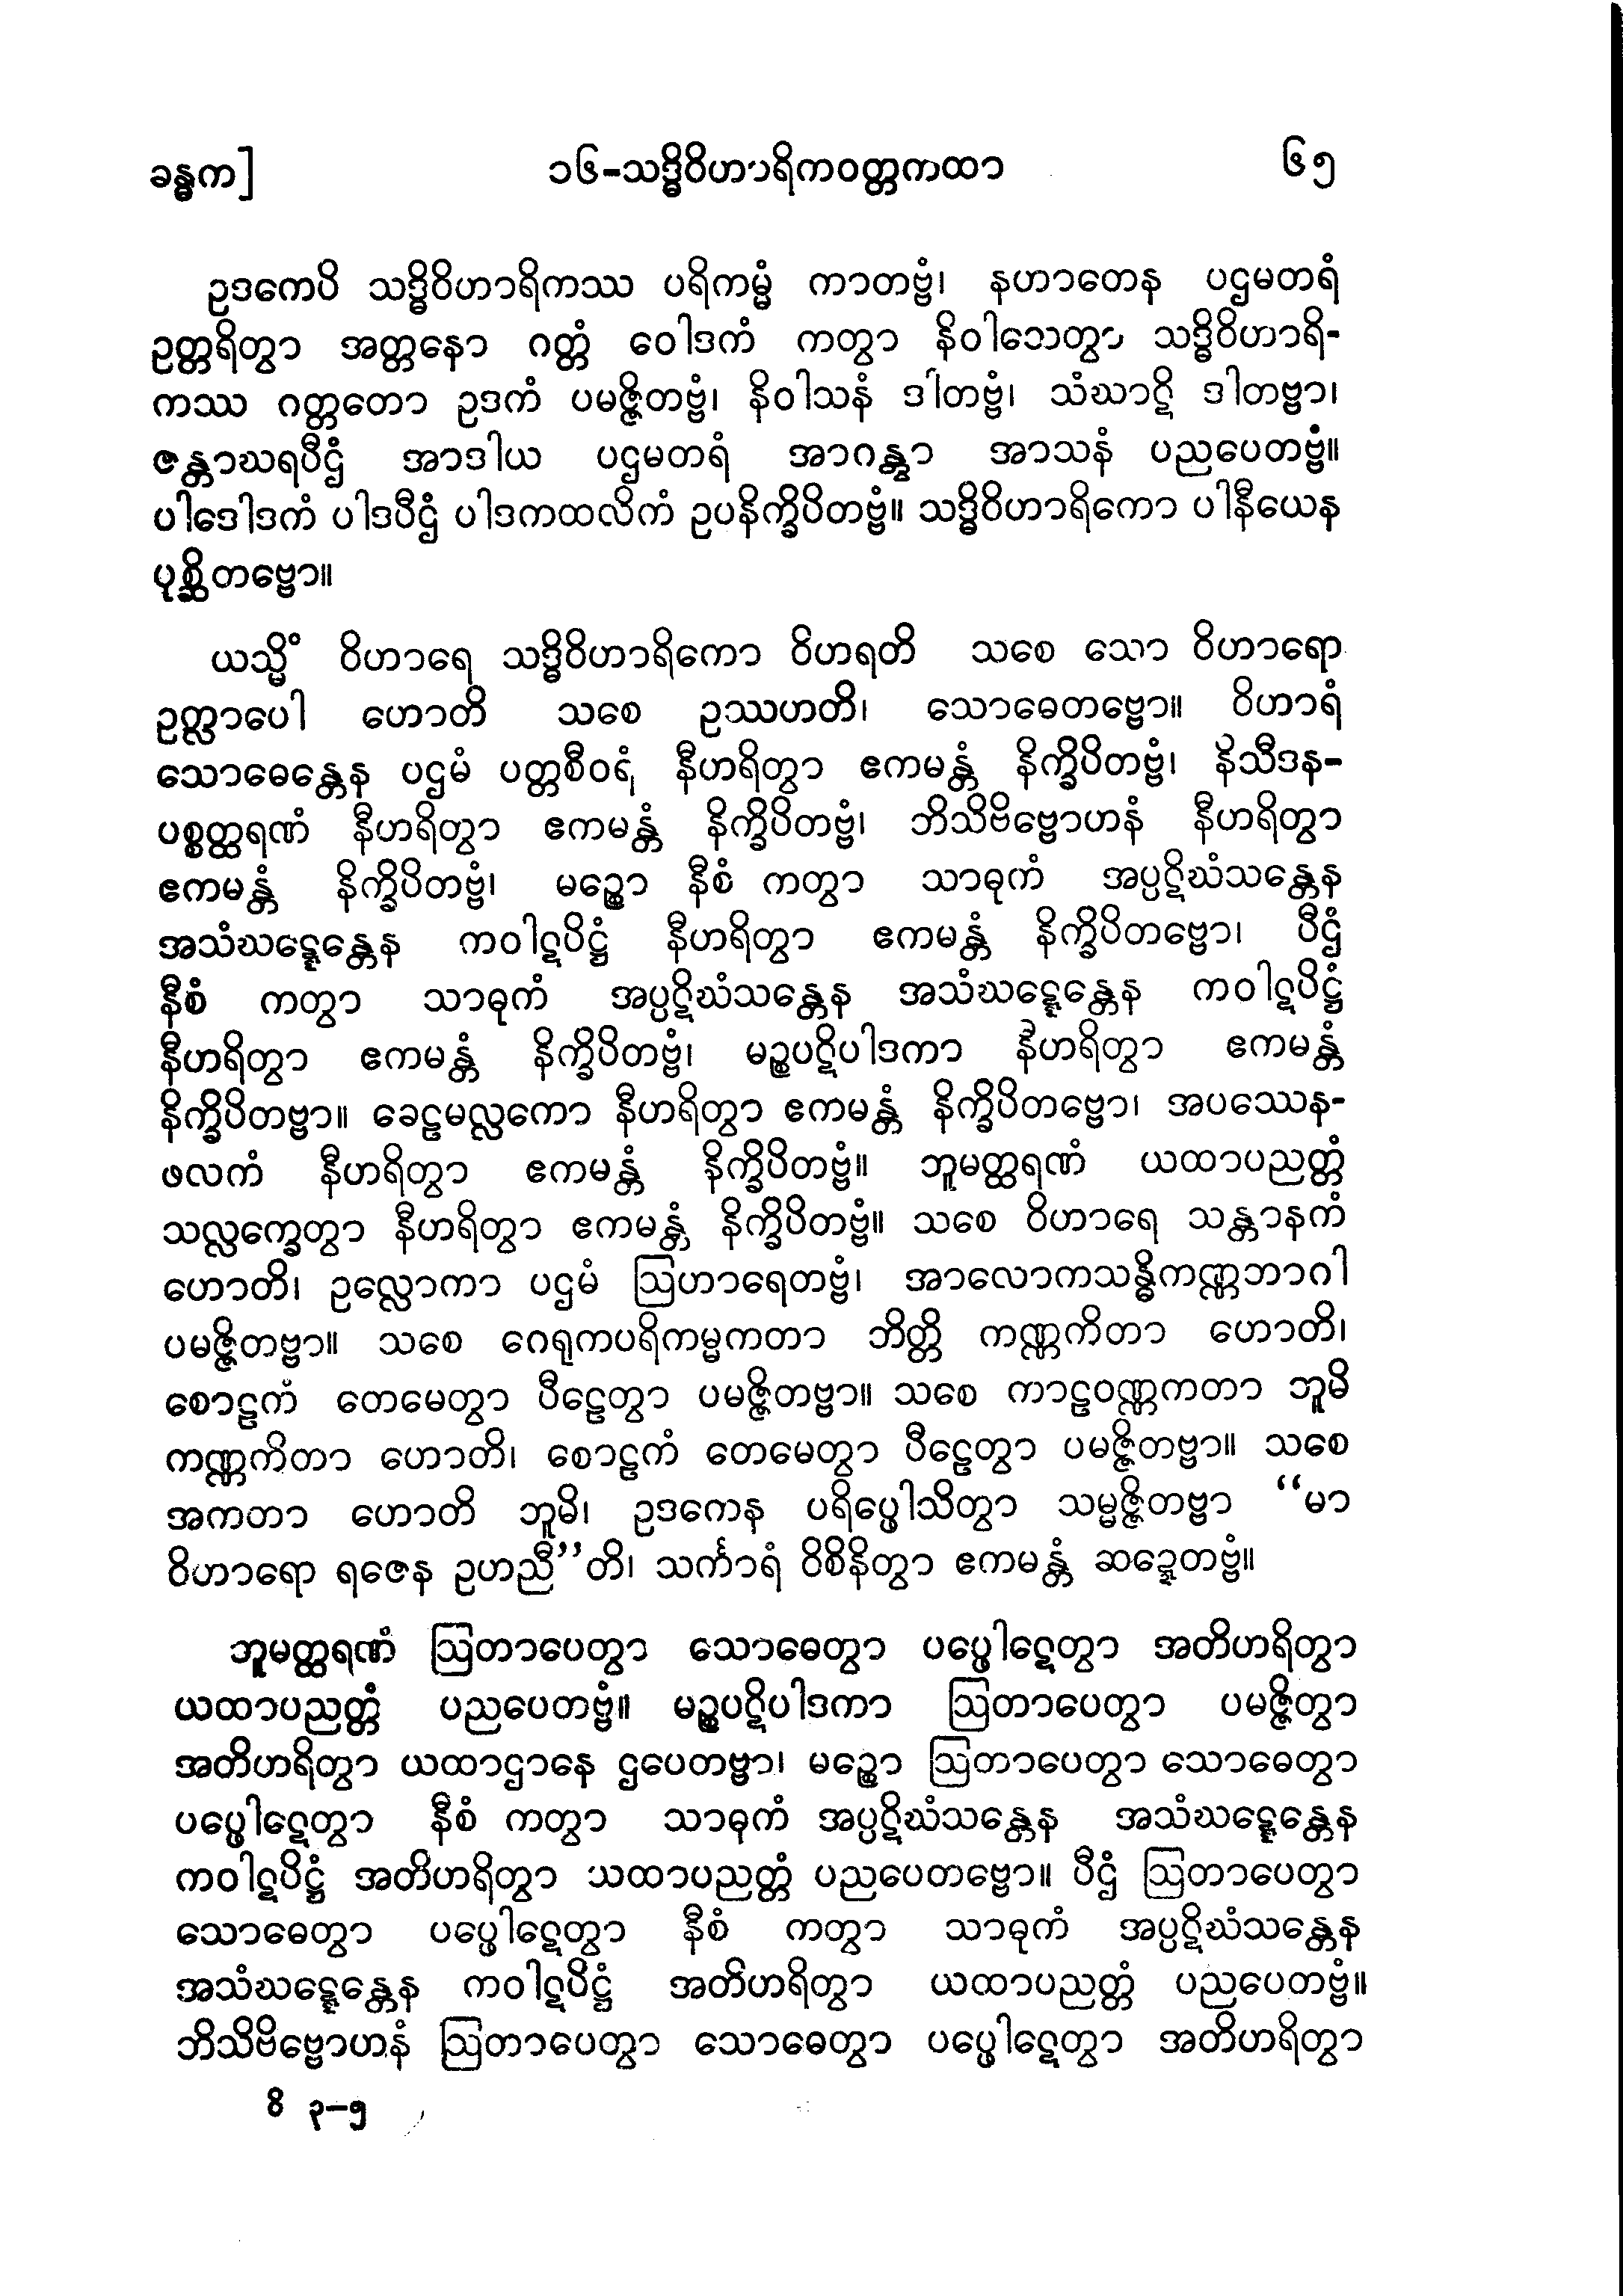 ခန္ဓက] ၁၆-သဒ္ဓိဝိဟာရိကဝတ္တကထာ ၆၅
ဥဒကေပိ သဒ္ဓိဝိဟာရိကဿ ပရိကမ္မံ ကာတဗ္ဗံ၊ နဟာတေန ပဌမတရံ
ဥတ္တရိတွာ အတ္တနော ဂတ္တံ ဝေါဒကံ ကတွာ နိဝါသေတွာ သဒ္ဓိဝိဟာရိ-
ကဿ ဂတ္တတော ဥဒကံ ပမဇ္ဇိတဗ္ဗံ၊ နိဝါသနံ ဒါတဗ္ဗံ၊ သံဃာဋိ ဒါတဗ္ဗာ၊
ဇန္တာဃရပီဌံ အာဒါယ ပဌမတရံ အာဂန္တွာ အာသနံ ပညပေတဗ္ဗံ။
ပါဒေါဒကံ ပါဒပီဌံ ပါဒကထလိကံ ဥပနိက္ခိပိတဗ္ဗံ။ သဒ္ဓိဝိဟာရိကော ပါနီယေန
ပုစ္ဆိတဗ္ဗော။
ယသ္မိံ ဝိဟာရေ သဒ္ဓိဝိဟာရိကော ဝိဟရတိ သစေ သော ဝိဟာရော
ဥက္လာပေါ ဟောတိ သစေ ဥဿဟတိ၊ သောဓေတဗ္ဗော။ ဝိဟာရံ
သောဓေန္တေန ပဌမံ ပတ္တစီဝရံ နီဟရိတွာ ဧကမန္တံ နိက္ခိပိတဗ္ဗံ၊ နိသီဒန-
ပစ္စတ္ထရဏံ နီဟရိတွာ ဧကမန္တံ နိက္ခိပိတဗ္ဗံ၊ ဘိသိဗိဗ္ဗောဟနံ နီဟရိတွာ
ဧကမန္တံ နိက္ခိပိတဗ္ဗံ၊ မဉ္စော နီစံ ကတွာ သာဓုကံ အပ္ပဋိဃံသန္တေန
အသံဃဋ္ဋေန္တေန ကဝါဋပိဋ္ဌံ နီဟရိတွာ ဧကမန္တံ နိက္ခိပိတဗ္ဗော၊ ပီဌံ
နီစံ ကတွာ သာဓုကံ အပ္ပဋိဃံသန္တေန အသံဃဋ္ဋေန္တေန ကဝါဋပိဋ္ဌံ
နီဟရိတွာ ဧကမန္တံ နိက္ခိပိတဗ္ဗံ၊ မဉ္စပဋိပါဒကာ နီဟရိတွာ ဧကမန္တံ
နိက္ခိပိတဗ္ဗာ။ ခေဠမလ္လကော နီဟရိတွာ ဧကမန္တံ နိက္ခိပိတဗ္ဗော၊ အပဿေန-
ဖလကံ နီဟရိတွာ ဧကမန္တံ နိက္ခိပိတဗ္ဗံ။ ဘူမတ္ထရဏံ ယထာပညတ္တံ
သလ္လက္ခေတွာ နီဟရိတွာ ဧကမန္တံ နိက္ခိပိတဗ္ဗံ။ သစေ ဝိဟာရေ သန္တာနကံ
ဟောတိ၊ ဥလ္လောကာ ပဌမံ ဩဟာရေတဗ္ဗံ၊ အာလောကသန္ဓိကဏ္ဏဘာဂါ
ပမဇ္ဇိတဗ္ဗာ။ သစေ ဂေရုကပရိကမ္မကတာ ဘိတ္တိ ကဏ္ဏကိတာ ဟောတိ၊
စောဠကံ တေမေတွာ ပီဠေတွာ ပမဇ္ဇိတဗ္ဗာ။ သစေ ကာဠဝဏ္ဏကတာ ဘူမိ
ကဏ္ဏကိတာ ဟောတိ၊ စောဠကံ တေမေတွာ ပီဠေတွာ ပမဇ္ဇိတဗ္ဗာ။ သစေ
အကတာ ဟောတိ ဘူမိ၊ ဥဒကေန ပရိပ္ဖေါသိတွာ သမ္မဇ္ဇိတဗ္ဗာ “မာ
ဝိဟာရော ရဇေန ဥဟညီ”တိ၊ သင်္ကာရံ ဝိစိနိတွာ ဧကမန္တံ ဆဍ္ဍေတဗ္ဗံ။
ဘူမတ္ထရဏံ ဩတာပေတွာ သောဓေတွာ ပပ္ဖေါဋေတွာ အတိဟရိတွာ
ယထာပညတ္တံ ပညပေတဗ္ဗံ။ မဉ္စပဋိပါဒကာ ဩတာပေတွာ ပမဇ္ဇိတွာ
အတိဟရိတွာ ယထာဌာနေ ဌပေတဗ္ဗာ၊ မဉ္စော ဩတာပေတွာ သောဓေတွာ
ပပ္ဖေါဋေတွာ နီစံ ကတွာ သာဓုကံ အပ္ပဋိဃံသန္တေန အသံဃဋ္ဋေန္တေန
ကဝါဋပိဋ္ဌံ အတိဟရိတွာ ယထာပညတ္တံ ပညပေတဗ္ဗော။ ပီဌံ ဩတာပေတွာ
သောဓေတွာ ပပ္ဖေါဋေတွာ နီစံ ကတွာ သာဓုကံ အပ္ပဋိဃံသန္တေန
အသံဃဋ္ဋေန္တေန ကဝါဋပိဋ္ဌံ အတိဟရိတွာ ယထာပညတ္တံ ပညပေတဗ္ဗံ။
ဘိသိဗိဗ္ဗောဟနံ ဩတာပေတွာ သောဓေတွာ ပပ္ဖေါဋေတွာ အတိဟရိတွာ
ဝိ ၃-၅